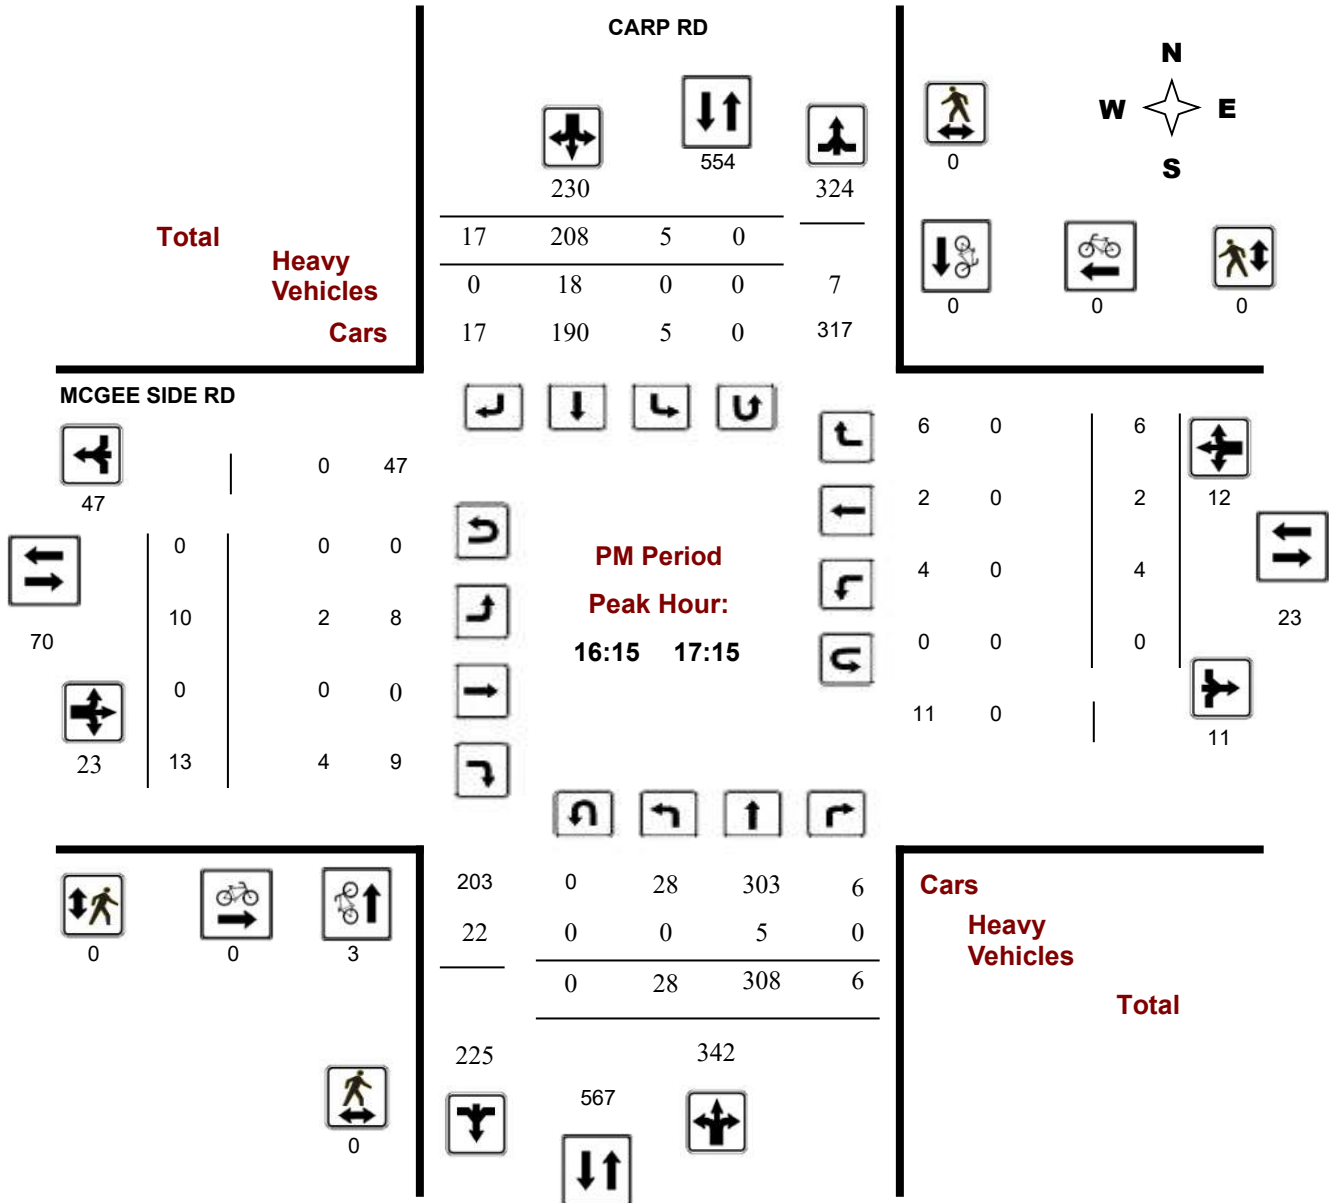 CARP RD
N
W E
S
554
0
230 324
Total 17 208 5 0
Heavy
Vehicles 0 18 0 0 7
Cars 17 190 5 0 317
0 0 0
MCGEE SIDE RD
6 0 6
0 47
47
2 0 2 12
0 0 0
PM Period
4 0 4
Peak Hour:
10 2 8
23
70
16:15 17:15
0 0 0
0 0 0
11 0
11
23 13 4 9
203 0 28 303 6
Cars
22 0 0 5 0
Heavy
Vehicles
0 0 3
0 28 308 6
Total
225 342
567
0